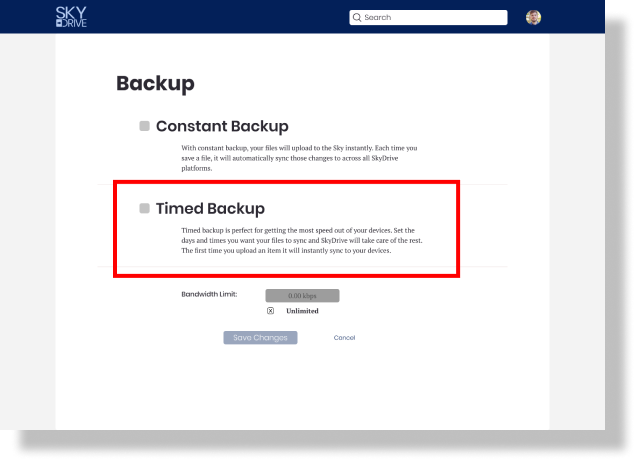 SKY
DRIVE
Search
Backup
Constant Backup
With constant backup, your files will upload to the Sky instantly. Each time you
save a file, it will automatically sync those changes to across all SkyDrive
platforms.
Timed Backup
Timed backup is perfect for getting the most speed out of your devices. Set the
days and times you want your files to sync and SkyDrive will take care of the rest.
The first time you upload an item it will instantly sync to your devices.
Bandwidth Limit:
0.00 kbps
Unlimited
Save Changes
Cancel